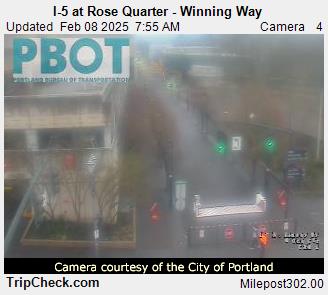 I-5 at Rose Quarter - Winning Way
Updated Feb 08 2025 7:55 AM Camera 4
PBOT
PORTLAND BUREAU OF TRANSPORTATION
Camera courtesy of the City of Portland
TripCheck.com Milepost302.00